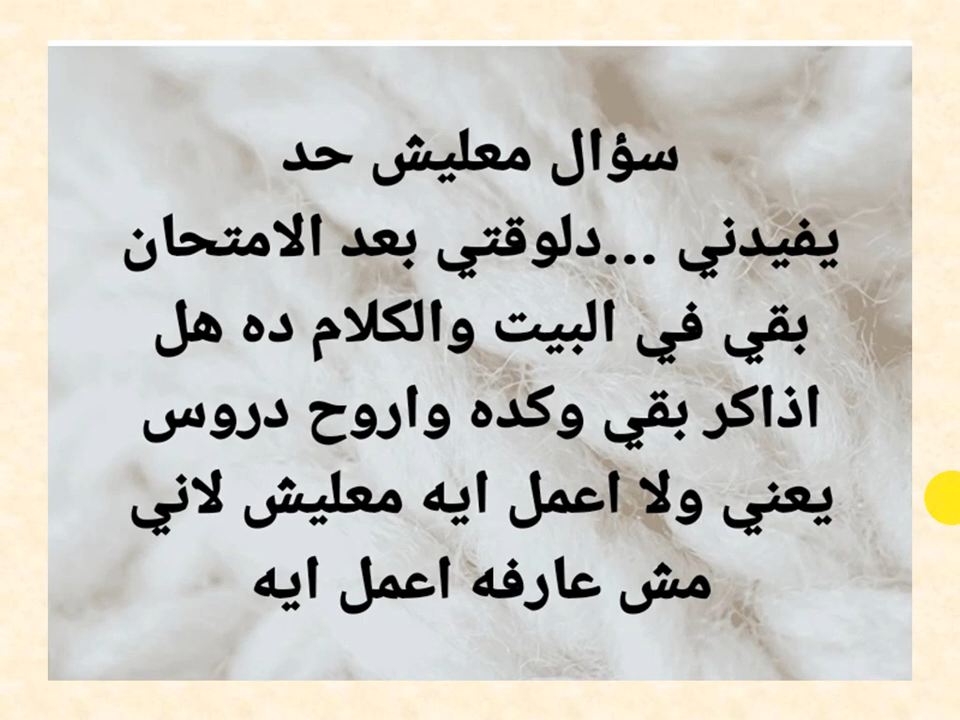 سؤال معليش حد
يفيدني ...دلوقتي بعد الامتحان
بقي في البيت والكلام ده هل
اذاكر بقي وكده واروح دروس
يعني ولا اعمل ايه معليش لاني
مش عارفه اعمل ايه